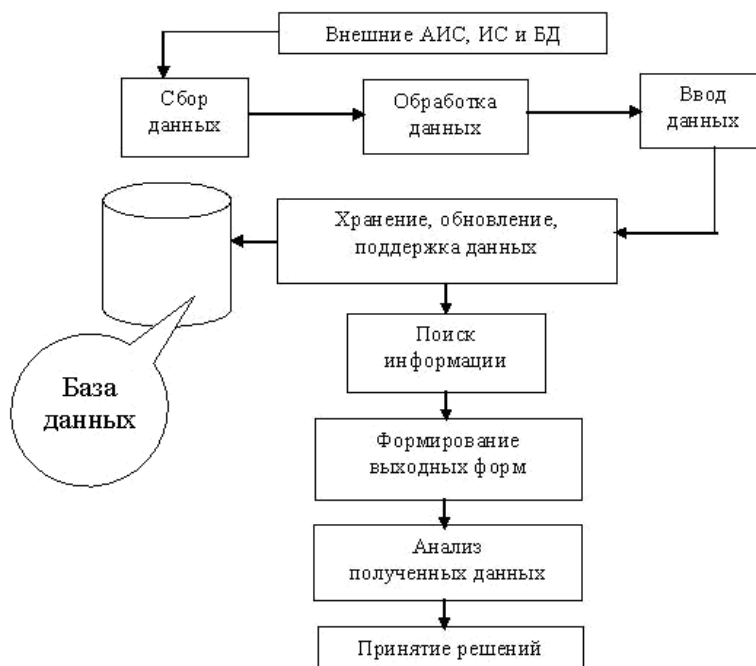 Внешние АИС, ИС и БД
Сбор
данных
Обработка
данных
Ввод
данных
Хранение, обновление,
поддержка данных
Поиск
информации
База
данных
Формирование
выходных форм
Анализ
полученных данных
Принятие решений